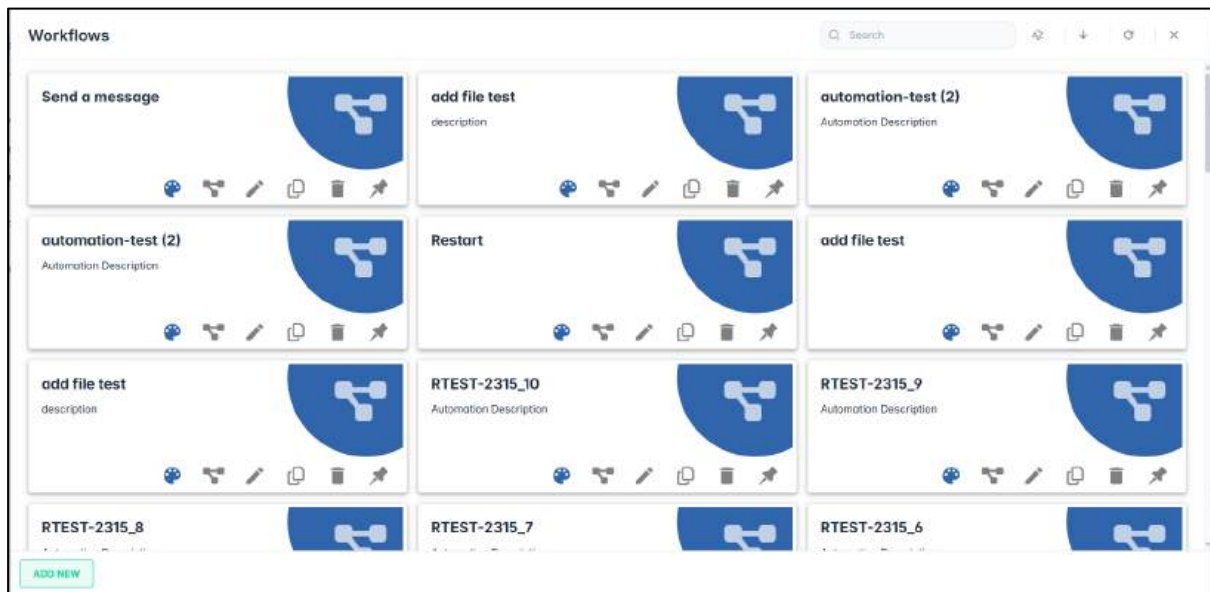 Workflows
Search
Send a message
add file test
description
automation-test (2)
Automation Description
automation-test (2)
Automation Description
Restart
add file test
add file test
description
RTEST-2315_10
Automation Description
RTEST-2315_9
Automation Description
RTEST-2315_8
RTEST-2315_7
RTEST-2315_6
ADD NEW